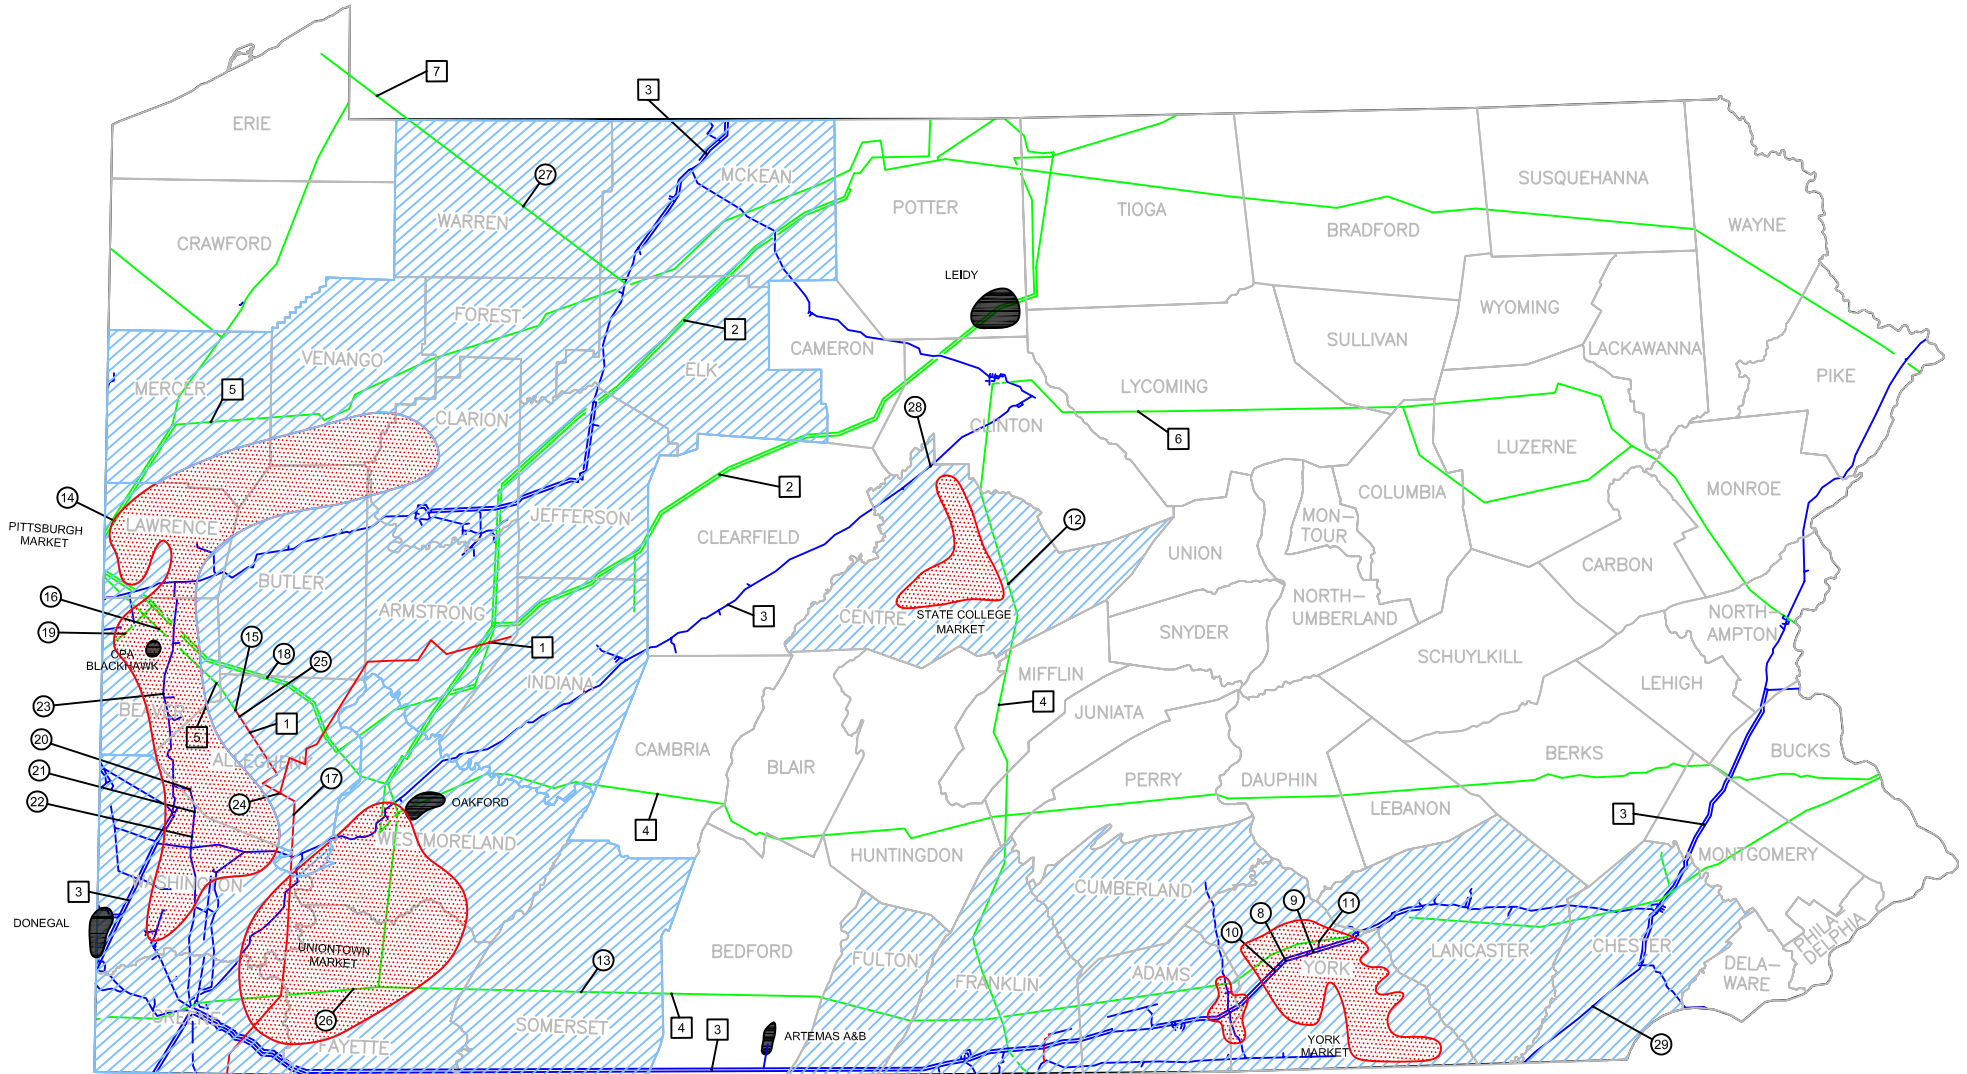 7
3
ERIE
MCKEAN
27
SUSQUEHANNA
WARREN
POTTER
TIOGA
WAYNE
BRADFORD
CRAWFORD
LEIDY
WYOMING
FOREST
2
SULLIVAN
CAMERON
LACKAWANNA
VENANGO
ELK
PIKE
MERCER
5
LYCOMING
28
CLARION
CLINTON
6
LUZERNE
2
14
COLUMBIA
MONROE
LAWRENCE
JEFFERSON
MON-
TOUR
12
PITTSBURGH
MARKET
CLEARFIELD
UNION
CARBON
BUTLER
16
ARMSTRONG
CENTRE
STATE COLLEGE
MARKET
3
NORTH-
UMBERLAND
NORTH-
AMPTON
19
15
18
25
1
SNYDER
CPA
BLACKHAWK
SCHUYLKILL
INDIANA
MIFFLIN
LEHIGH
23
BEAVER
5
1
4
JUNIATA
20
CAMBRIA
BERKS
BUCKS
ALLEGHENY
21
17
BLAIR
PERRY
DAUPHIN
22
24
OAKFORD
LEBANON
4
3
WESTMORELAND
HUNTINGDON
MONTGOMERY
3
WASHINGTON
CUMBERLAND
DONEGAL
8
9
11
10
PHILA-
DELPHIA
UNIONTOWN
MARKET
BEDFORD
FULTON
LANCASTER
CHESTER
13
YORK
ADAMS
FRANKLIN
DELA-
WARE
26
GREENE
SOMERSET
4
3
ARTEMAS A&B
FAYETTE
YORK
MARKET
29